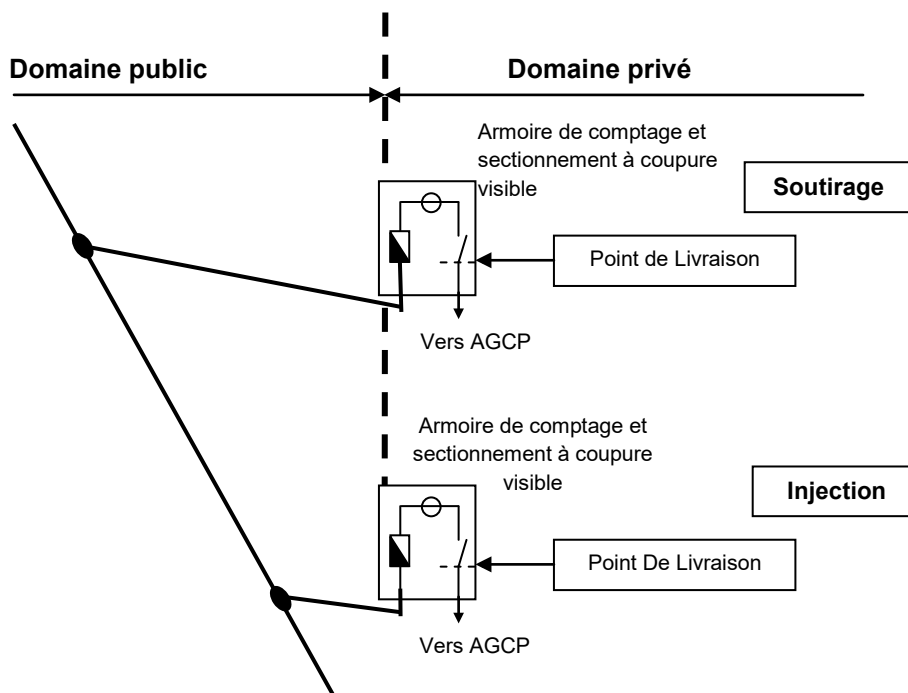 Domaine public
Domaine privé
Armoire de comptage et
sectionnement à coupure
visible
Soutirage
Point de Livraison
Vers AGCP
Armoire de comptage et
sectionnement à coupure
visible
Injection
Point De Livraison
Vers AGCP